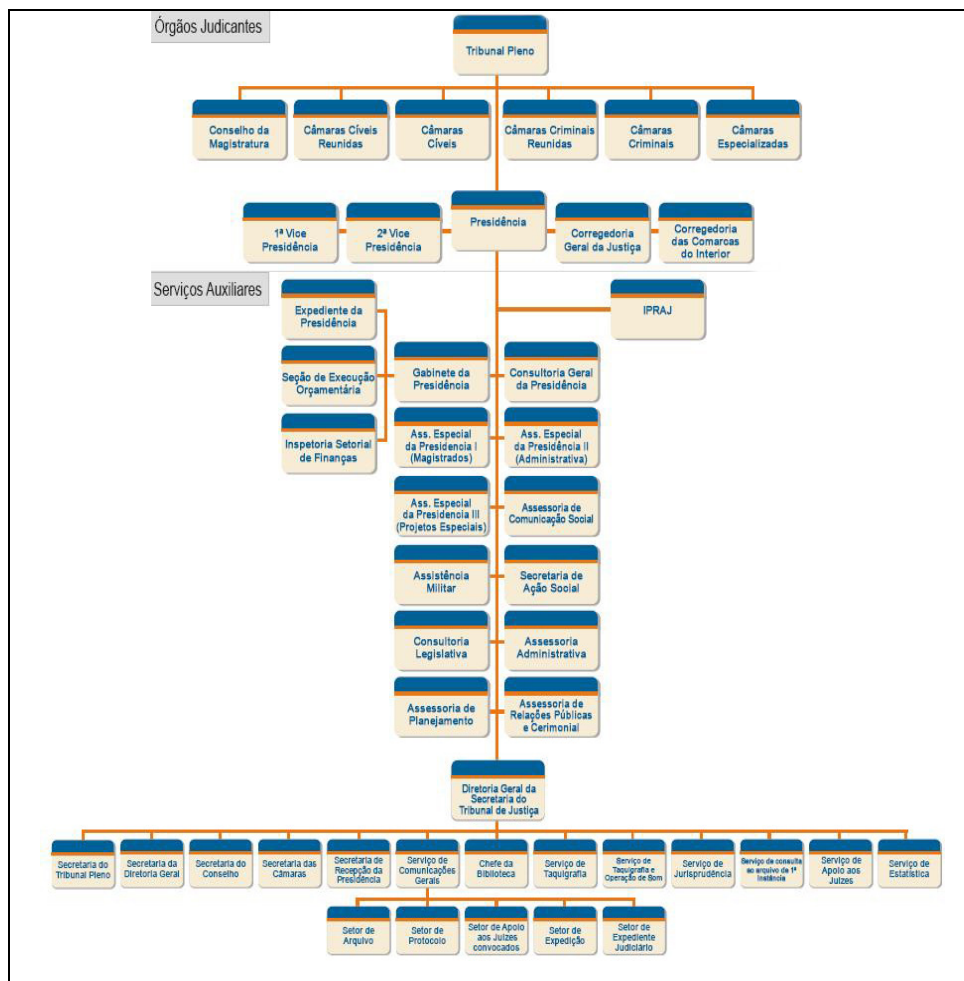 Órgãos Judicantes
Tribunal Pleno
Conselho da
Magistratura
Câmaras Cíveis
Reunidas
Câmaras
Cíveis
Câmaras Criminais
Reunidas
Câmaras
Criminais
Câmaras
Especializadas
1ª Vice
Presidência
2ª Vice
Presidência
Presidência
Corregedoria
Geral da Justiça
Corregedoria
das Comarcas
do Interior
Serviços Auxiliares
Expediente da
Presidência
IPRAJ
Seção de Execução
Orçamentária
Gabinete da
Presidência
Consultoria Geral
da Presidência
Inspetoria Setorial
de Finanças
Ass. Especial
da Presidencia I
(Magistrados)
Ass. Especial
da Presidência II
(Administrativa)
Ass. Especial
da Presidencia III
(Projetos Especiais)
Assessoria de
Comunicação Social
Assistência
Militar
Secretaria de
Ação Social
Consultoria
Legislativa
Assessoria
Administrativa
Assessoria de
Planejamento
Assessoria de
Relações Públicas
e Cerimonial
Diretoria Geral da
Secretaria do
Tribunal de Justiça
Secretaria do
Tribunal Pleno
Secretaria da
Diretoria Geral
Secretaria do
Conselho
Secretaria das
Câmaras
Secretaria de
Recepção da
Presidência
Serviço de
Comunicações
Gerais
Chefe da
Biblioteca
Serviço de
Taquigrafia
Serviço de
Taquigrafia e
Operação de Som
Serviço de
Jurisprudência
Serviço de consulta
ao arquivo de 1ª
Instância
Serviço de
Apoio aos
Juizes
Serviço de
Estatística
Setor de
Arquivo
Setor de
Protocolo
Setor de Apoio
aos Juizes
convocados
Setor de
Expedição
Setor de
Expediente
Judiciário